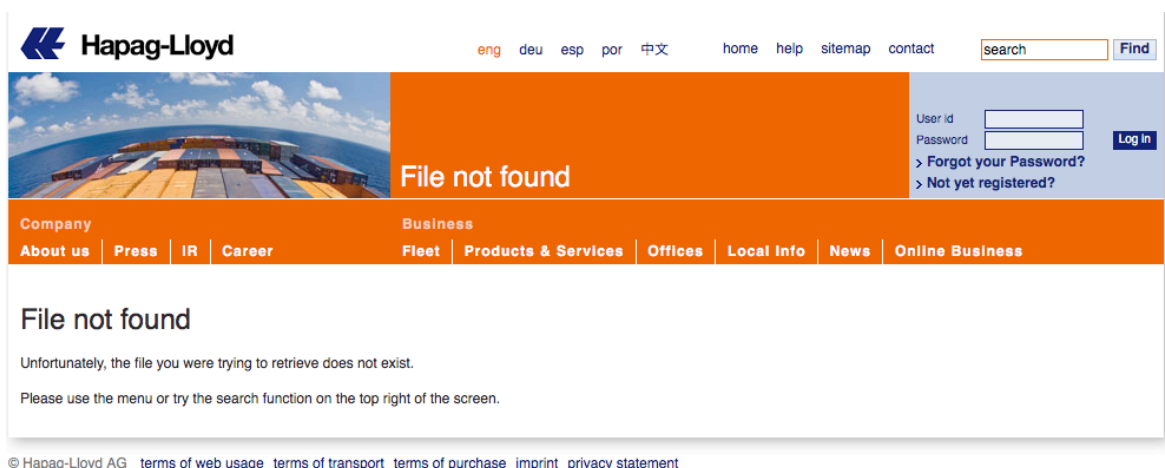 Hapag-Lloyd
eng deu esp por 中文 home help sitemap contact search Find
File not found
User id
Password Log in
› Forgot your Password?
› Not yet registered?
Company Business
About us Press IR Career Fleet Products & Services Offices Local Info News Online Business
File not found
Unfortunately, the file you were trying to retrieve does not exist.
Please use the menu or try the search function on the top right of the screen.
© Hapag-Lloyd AG terms of web usage terms of transport terms of purchase imprint privacy statement